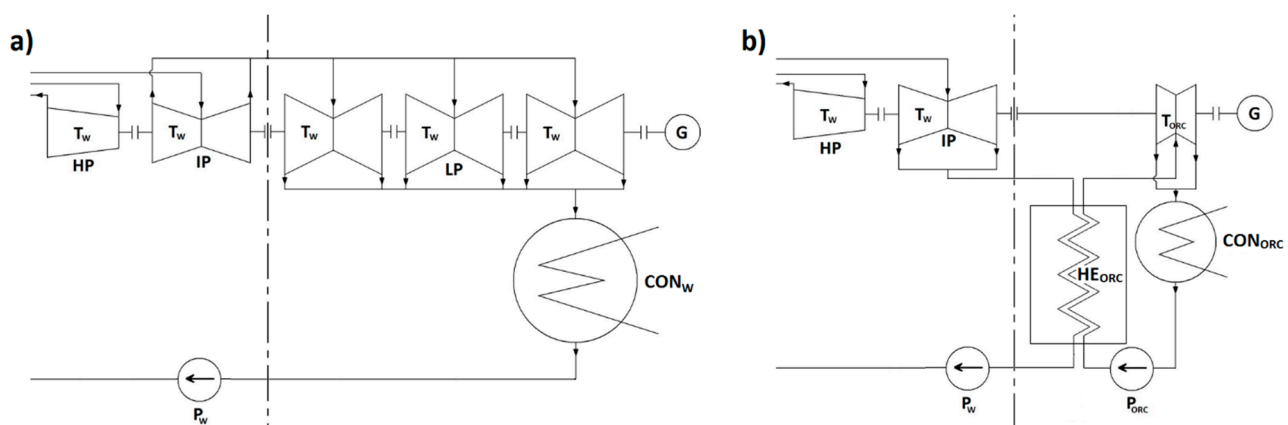 a)
T_W
HP
T_W
IP
T_W
T_W
LP
T_W
G
CON_W
P_W
b)
T_W
HP
T_W
IP
T_ORC
G
HE_ORC
CON_ORC
P_W
P_ORC